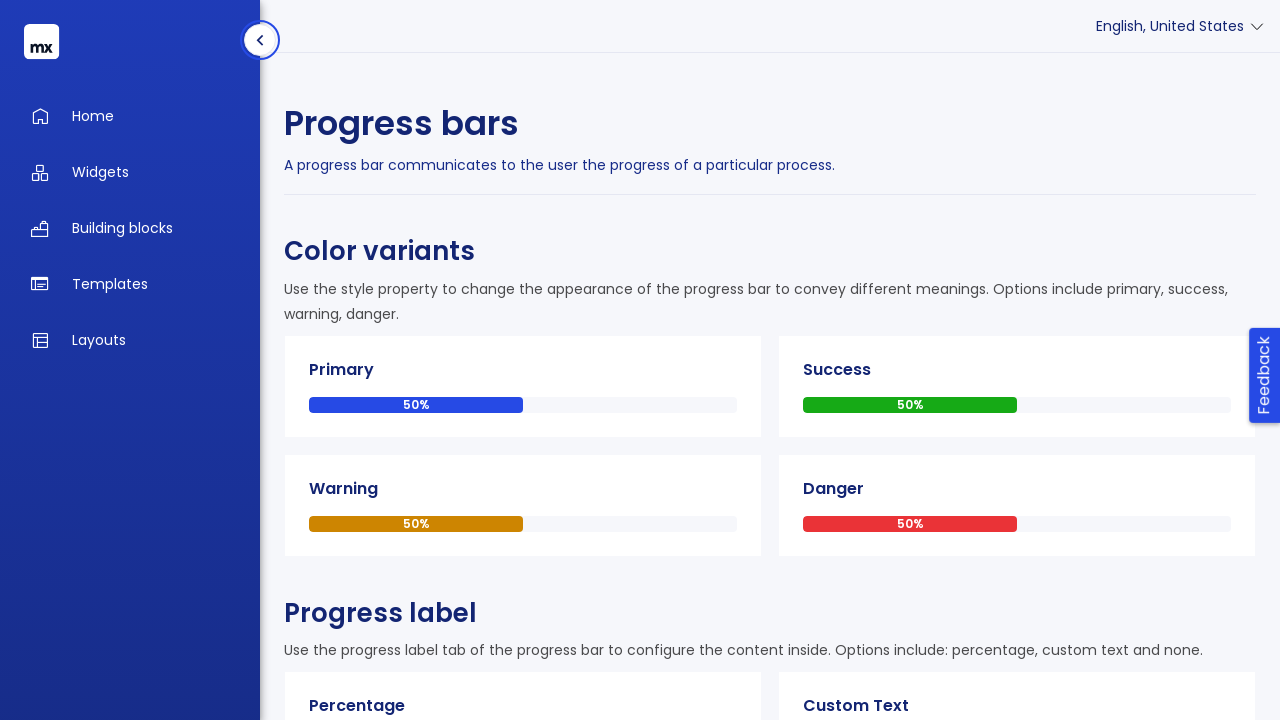 mx
English, United States
Home
Widgets
Building blocks
Templates
Layouts
Progress bars
A progress bar communicates to the user the progress of a particular process.
Color variants
Use the style property to change the appearance of the progress bar to convey different meanings. Options include primary, success,
warning, danger.
Primary
50%
Success
50%
Warning
50%
Danger
50%
Progress label
Use the progress label tab of the progress bar to configure the content inside. Options include: percentage, custom text and none.
Percentage
Custom Text
Feedback